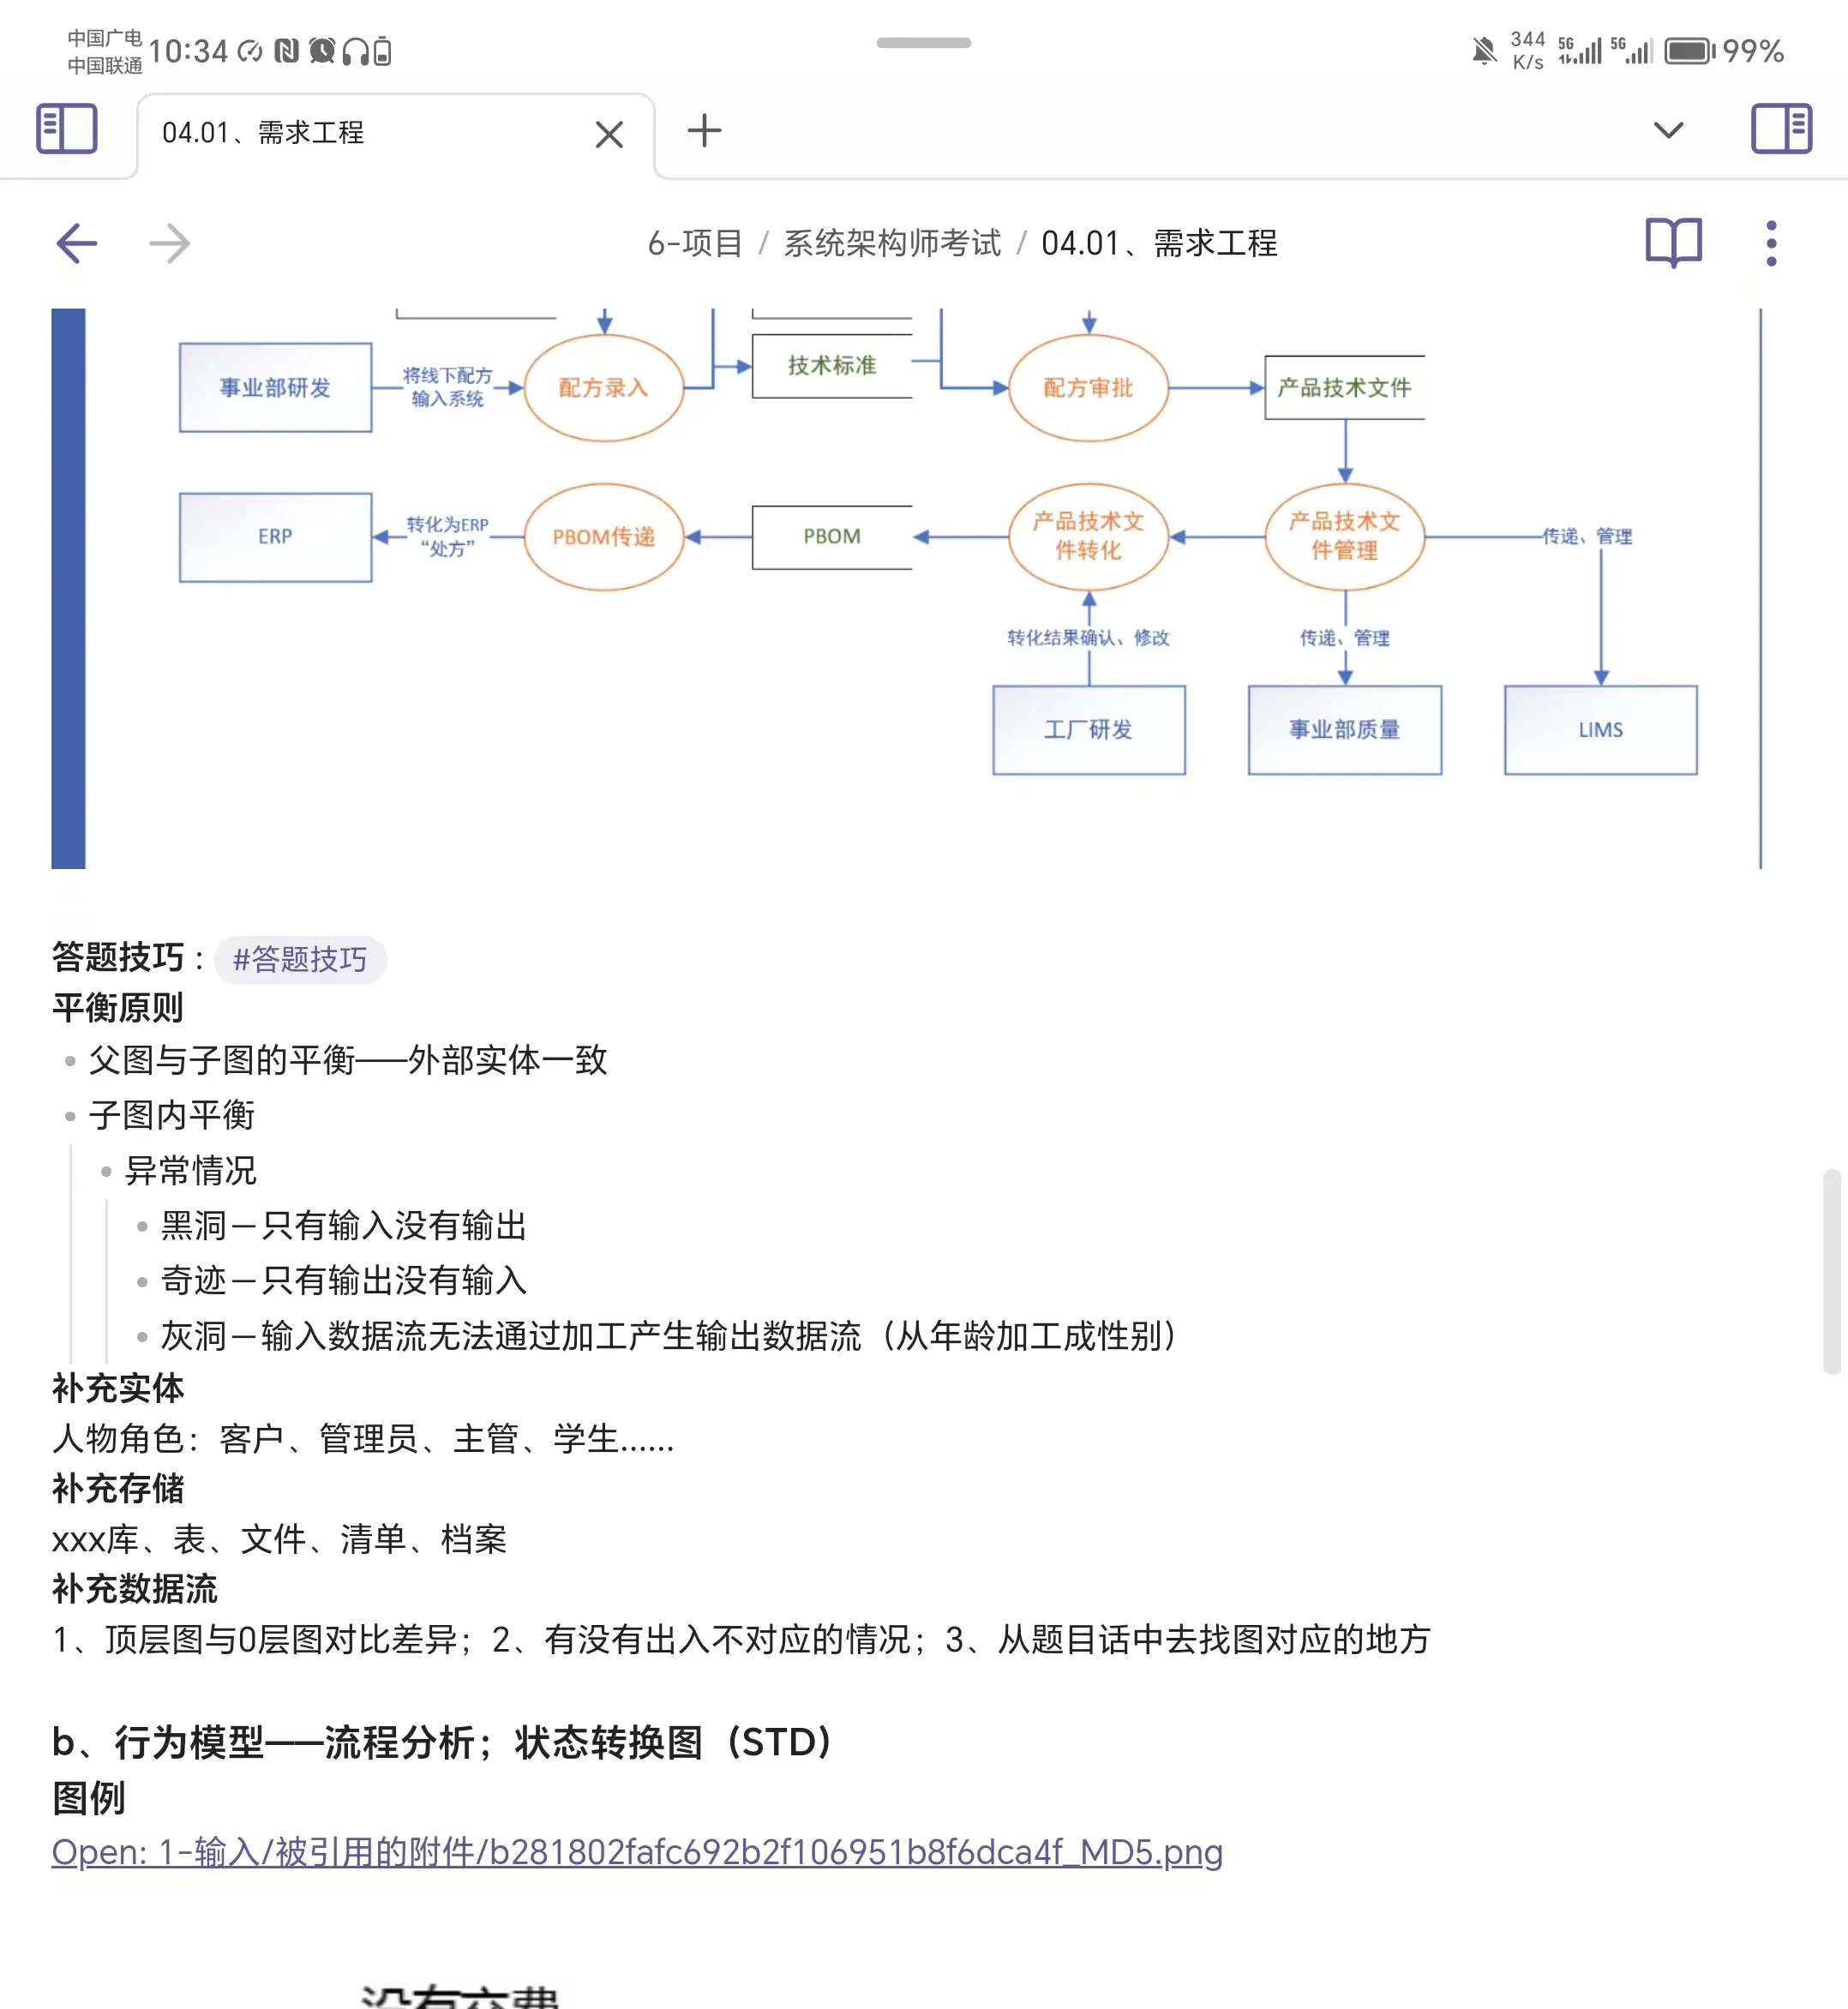 中国广电
中国联通
10:34
344
K/s
5G
5G
99%
04.01、需求工程
6-项目 / 系统架构师考试 / 04.01、需求工程
事业部研发
将线下配方
输入系统
配方录入
技术标准
配方审批
产品技术文件
ERP
转化为ERP
“处方”
PBOM传递
PBOM
产品技术文
件转化
产品技术文
件管理
传递、管理
转化结果确认、修改
传递、管理
工厂研发
事业部质量
LIMS
答题技巧: #答题技巧
平衡原则
父图与子图的平衡——外部实体一致
子图内平衡
异常情况
黑洞－只有输入没有输出
奇迹－只有输出没有输入
灰洞－输入数据流无法通过加工产生输出数据流（从年龄加工成性别）
补充实体
人物角色：客户、管理员、主管、学生......
补充存储
xxx库、表、文件、清单、档案
补充数据流
1、顶层图与0层图对比差异；2、有没有出入不对应的情况；3、从题目话中去找图对应的地方
b、行为模型——流程分析；状态转换图（STD）
图例
Open: 1-输入/被引用的附件/b281802fafc692b2f106951b8f6dca4f_MD5.png
没有交费